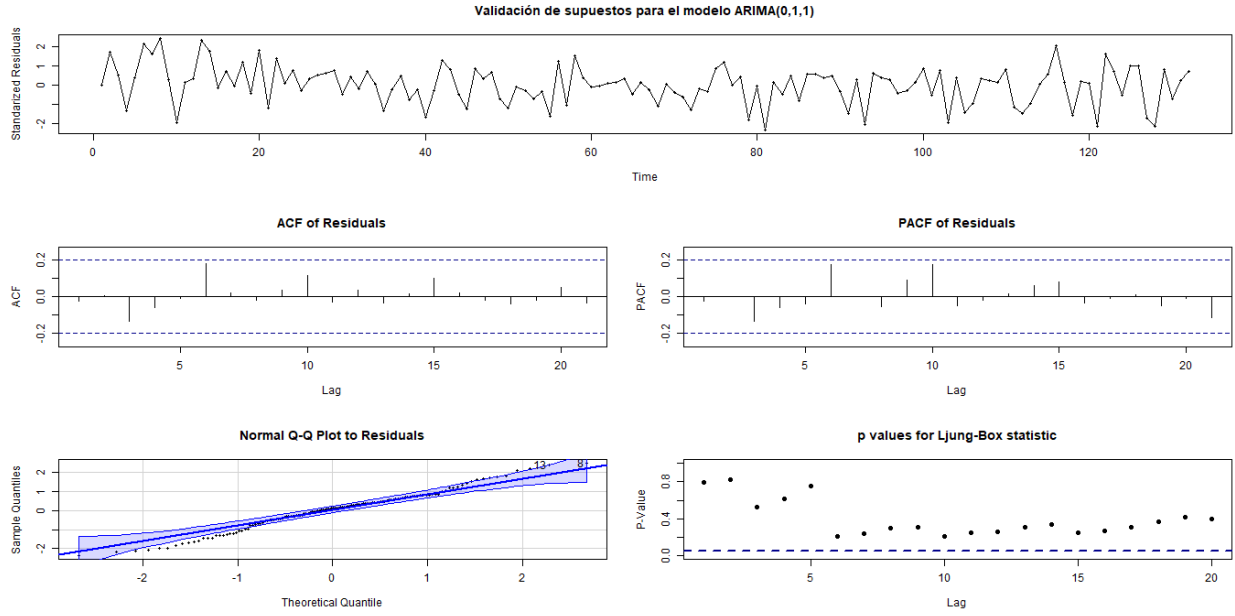 Validación de supuestos para el modelo ARIMA(0,1,1)
Standarized Residuals
-2 0 1 2
0 20 40 60 80 100 120
Time
ACF of Residuals
ACF
-0.2 0.0 0.2
5 10 15 20
Lag
PACF of Residuals
PACF
-0.2 0.0 0.2
5 10 15 20
Lag
Normal Q-Q Plot to Residuals
Sample Quantiles
-2 0 1 2
13 8
-2 -1 0 1 2
Theoretical Quantile
p values for Ljung-Box statistic
P-Value
0.0 0.4 0.8
5 10 15 20
Lag